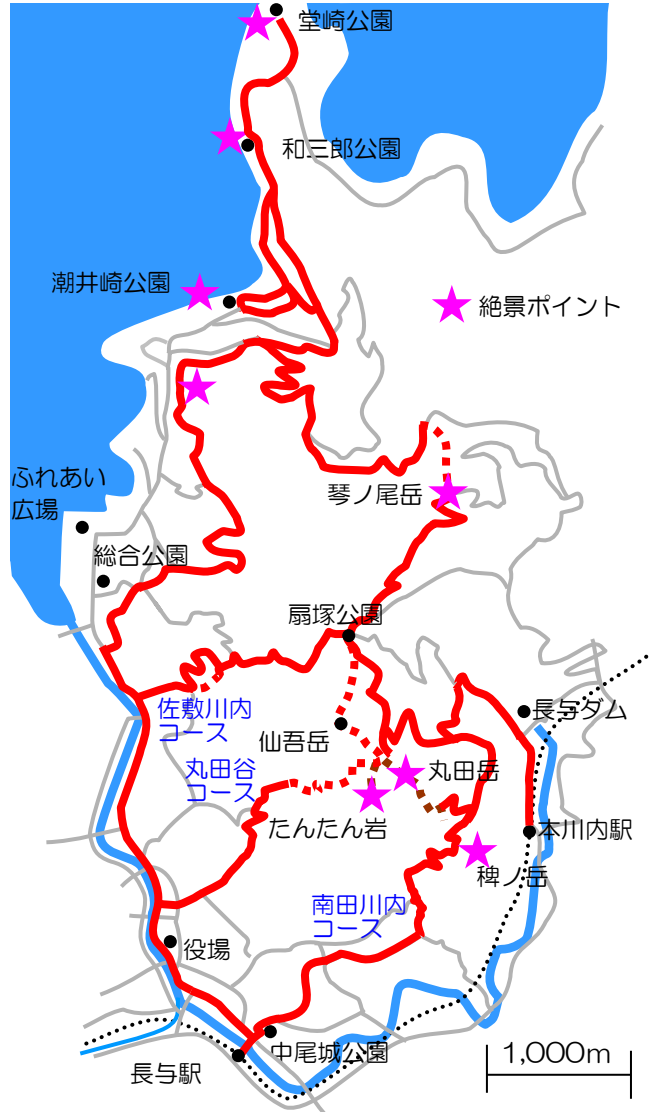 堂崎公園
和三郎公園
潮井崎公園
絶景ポイント
琴ノ尾岳
ふれあい
広場
総合公園
扇塚公園
佐敷川内
コース
仙吾岳
長与ダム
丸田谷
コース
丸田岳
たんたん岩
本川内駅
稗ノ岳
南田川内
コース
役場
中尾城公園
長与駅
1,000m